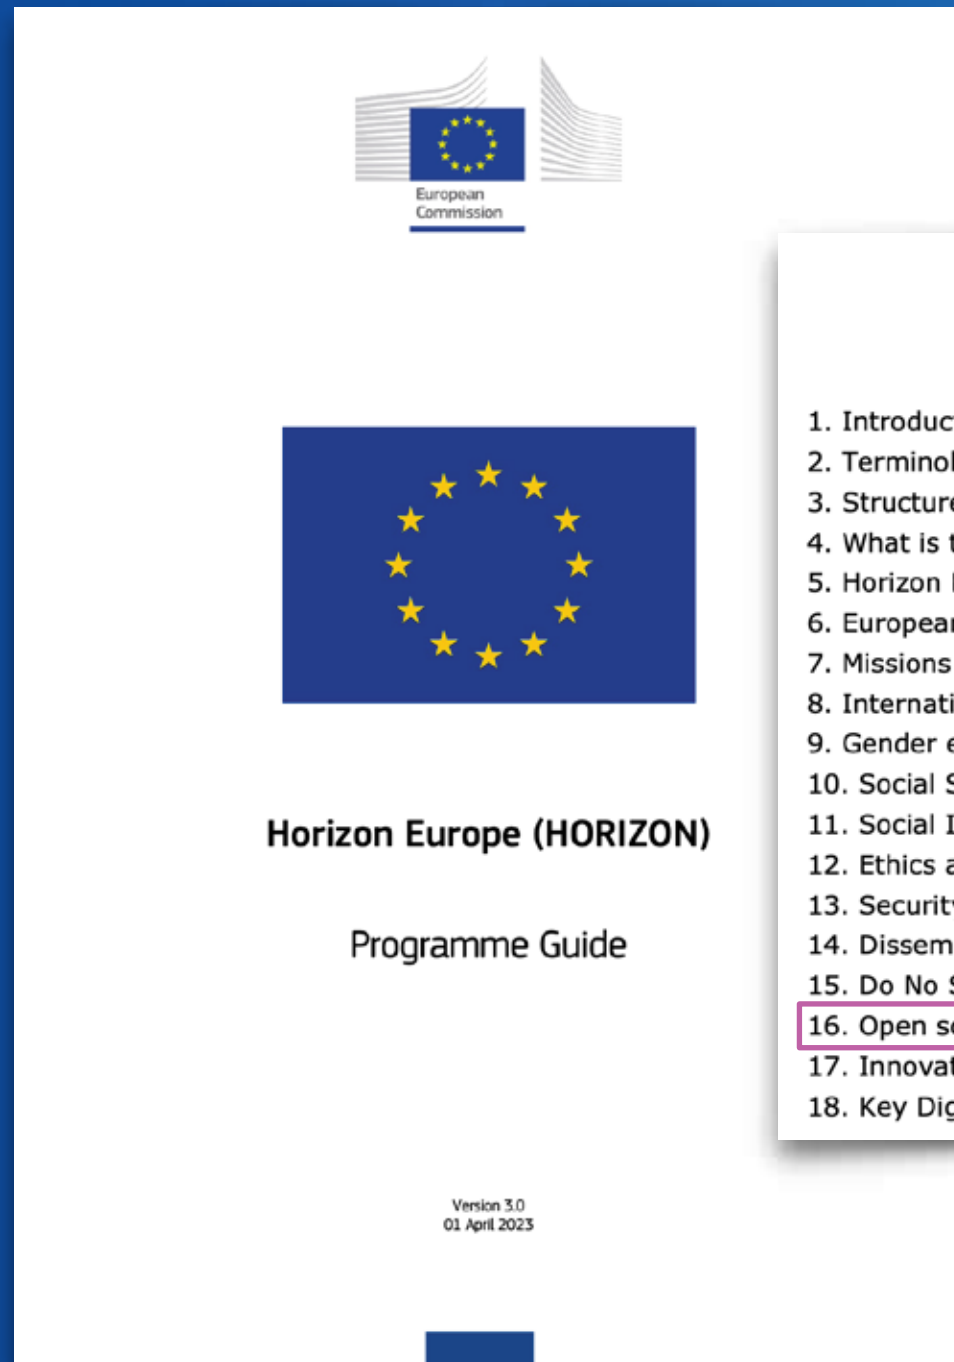 European
Commission
Horizon Europe (HORIZON)
Programme Guide
Version 3.0
01 April 2023
1. Introduc
2. Terminol
3. Structure
4. What is t
5. Horizon
6. European
7. Missions
8. Internati
9. Gender e
10. Social S
11. Social I
12. Ethics a
13. Security
14. Dissem
15. Do No S
16. Open sc
17. Innovat
18. Key Dig